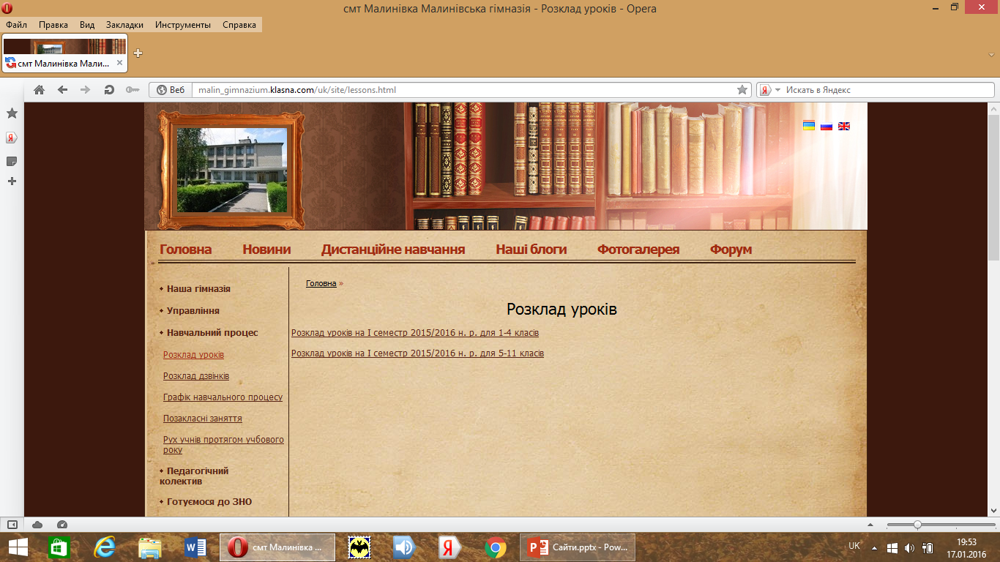 смт Малинівка Малинівська гімназія - Розклад уроків - Opera
Файл Правка Вид Закладки Инструменты Справка
смт Малинівка Мали...
Веб malin_gimnazium.klasna.com/uk/site/lessons.html Искать в Яндекс
Головна Новини Дистанційне навчання Наші блоги Фотогалерея Форум
Наша гімназія
Управління
Навчальний процес
Розклад уроків
Розклад дзвінків
Графік навчального процесу
Позакласні заняття
Рух учнів протягом учбового
року
Педагогічний
колектив
Готуємося до ЗНО
Головна »
Розклад уроків
Розклад уроків на І семестр 2015/2016 н. р. для 1-4 класів
Розклад уроків на І семестр 2015/2016 н. р. для 5-11 класів
смт Малинівка ...
Сайти.pptx - Pow...
UK
19:53
17.01.2016